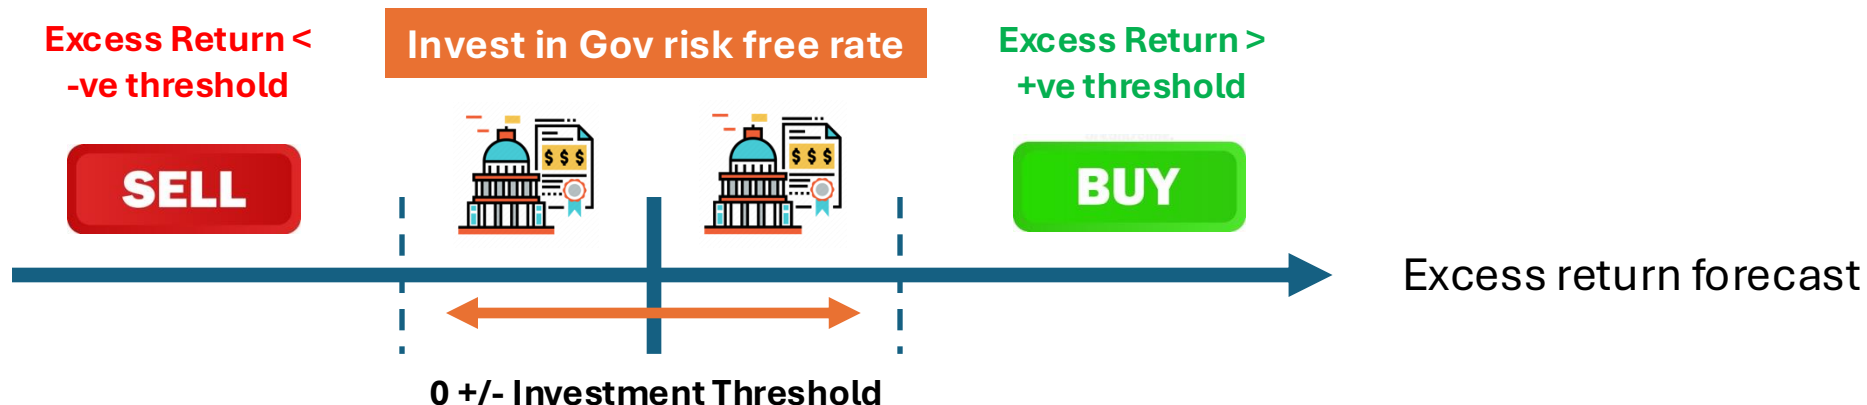 Excess Return <
-ve threshold
SELL
Invest in Gov risk free rate
$ $ $
$ $ $
Excess Return >
+ve threshold
BUY
Excess return forecast
0 +/- Investment Threshold